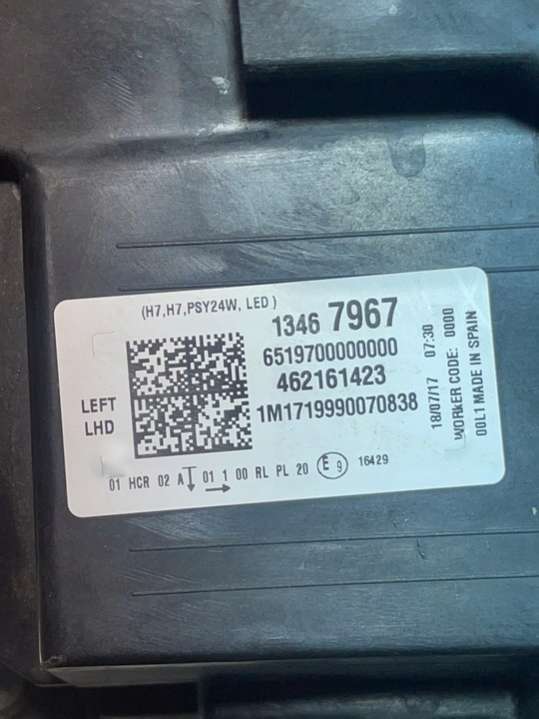 (H7,H7,PSY24W, LED)
1346 7967
6519700000000
462161423
1M1719990070838
LEFT
LHD
01 HCR 02 A 01 1 00 RL PL 20 E9 16429
18/07/17 07:30
WORKER CODE: 0000
00L1 MADE IN SPAIN